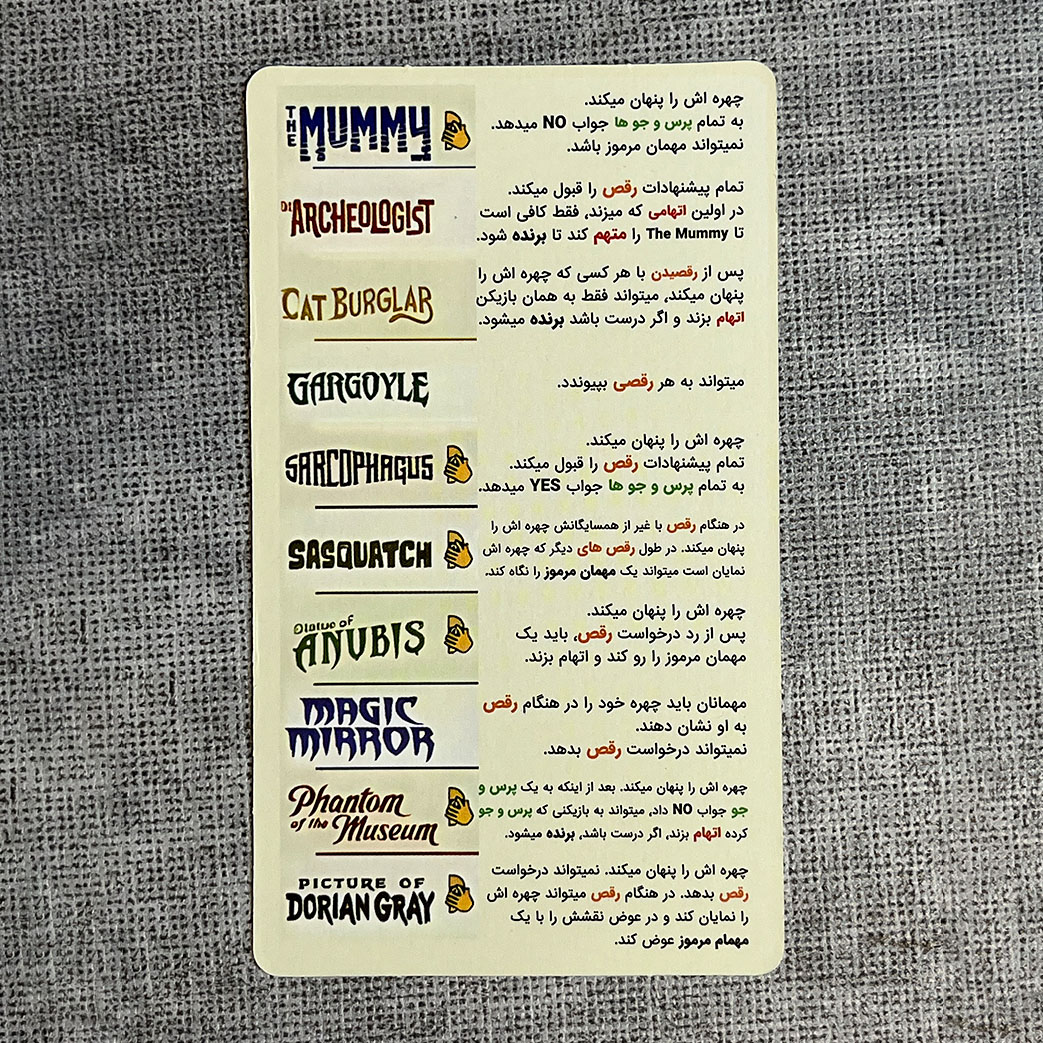 THE MUMMY
چهره اش را پنهان میکند.
به تمام پرس و جو ها جواب NO میدهد.
نمیتواند مهمان مرموز باشد.
ARCHEOLOGIST
تمام پیشنهادات رقص را قبول میکند.
در اولین اتهامی که میزند, فقط کافی است
تا The Mummy را متهم کند تا برنده شود.
CAT BURGLAR
پس از رقصیدن با هر کسی که چهره اش را
پنهان میکند, میتواند فقط به همان بازیکن
اتهام بزند و اگر درست باشد برنده میشود.
GARGOYLE
میتواند به هر رقصی بپیوندد.
SARCOPHAGUS
چهره اش را پنهان میکند.
تمام پیشنهادات رقص را قبول میکند.
به تمام پرس و جو ها جواب YES میدهد.
SASQUATCH
در هنگام رقص با غیر از همسایگانش چهره اش را
پنهان میکند. در طول رقص های دیگر که چهره اش
نمایان است میتواند یک مهمان مرموز را نگاه کند.
Statue of
ANUBIS
چهره اش را پنهان میکند.
پس از رد درخواست رقص, باید یک
مهمان مرموز را رو کند و اتهام بزند.
MAGIC
MIRROR
مهمانان باید چهره خود را در هنگام رقص
به او نشان دهند.
نمیتواند درخواست رقص بدهد.
Phantom
of the Museum
چهره اش را پنهان میکند. بعد از اینکه به یک پرس و
جو جواب NO داد, میتواند به بازیکنی که پرس و جو
کرده اتهام بزند, اگر درست باشد, برنده میشود.
PICTURE OF
DORIAN GRAY
چهره اش را پنهان میکند. نمیتواند درخواست
رقص بدهد. در هنگام رقص میتواند چهره اش
را نمایان کند و در عوض نقشش را با یک
مهمام مرموز عوض کند.